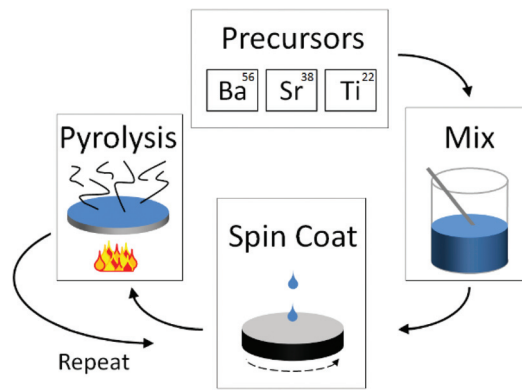 Precursors
56 38 22
Ba Sr Ti
Pyrolysis
Mix
Spin Coat
Repeat